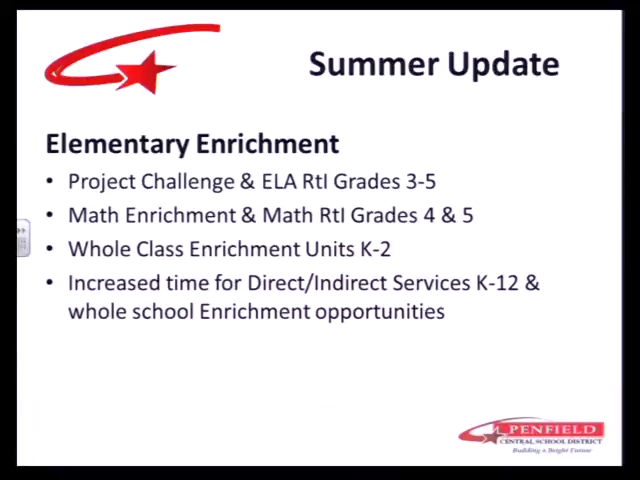 Summer Update
Elementary Enrichment
• Project Challenge & ELA RtI Grades 3-5
• Math Enrichment & Math RtI Grades 4 & 5
• Whole Class Enrichment Units K-2
• Increased time for Direct/Indirect Services K-12 &
whole school Enrichment opportunities
PENFIELD
CENTRAL SCHOOL DISTRICT
Building a Bright Future